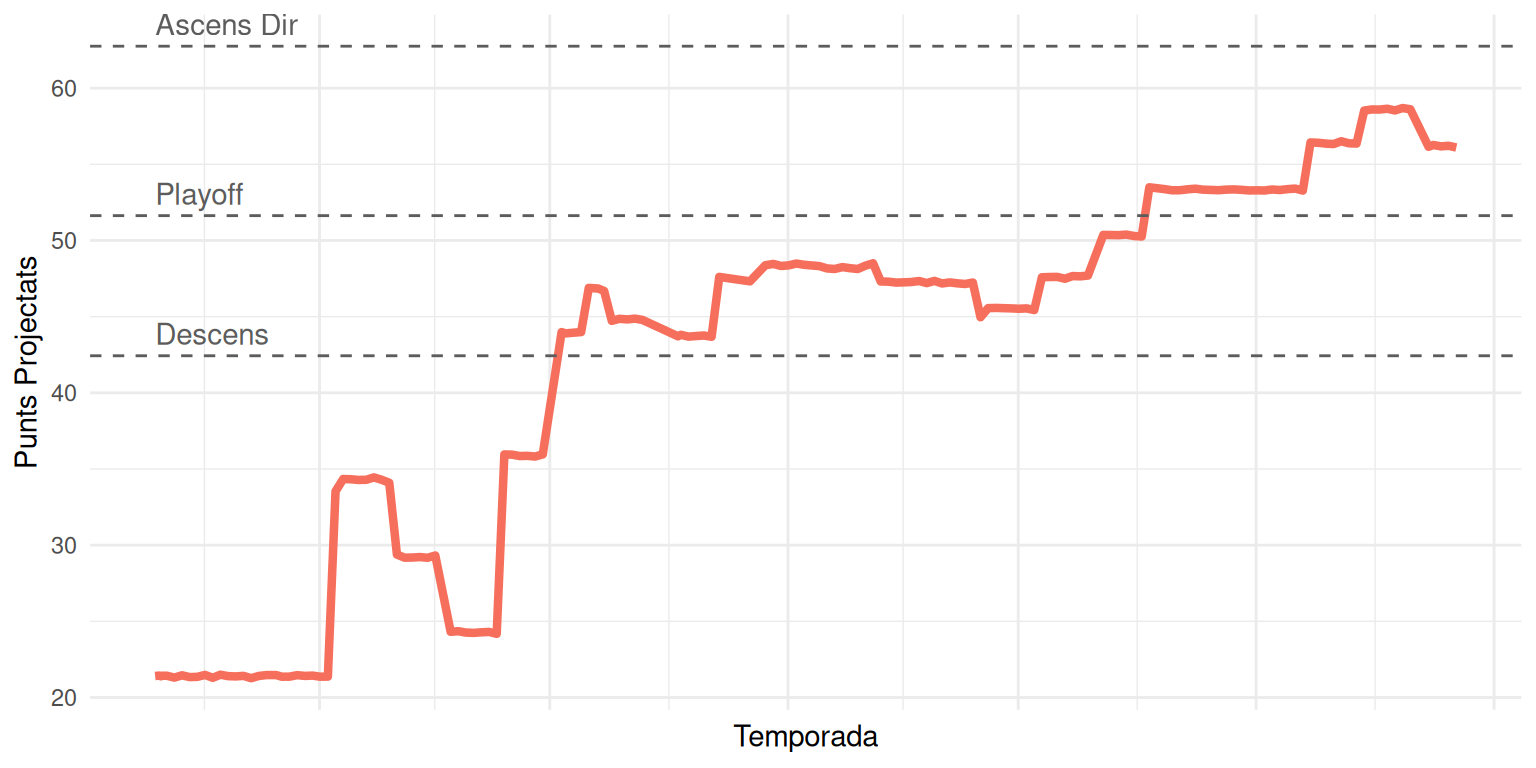 Ascens Dir
60
Playoff
50
Descens
40
30
20
Punts Projectats
Temporada